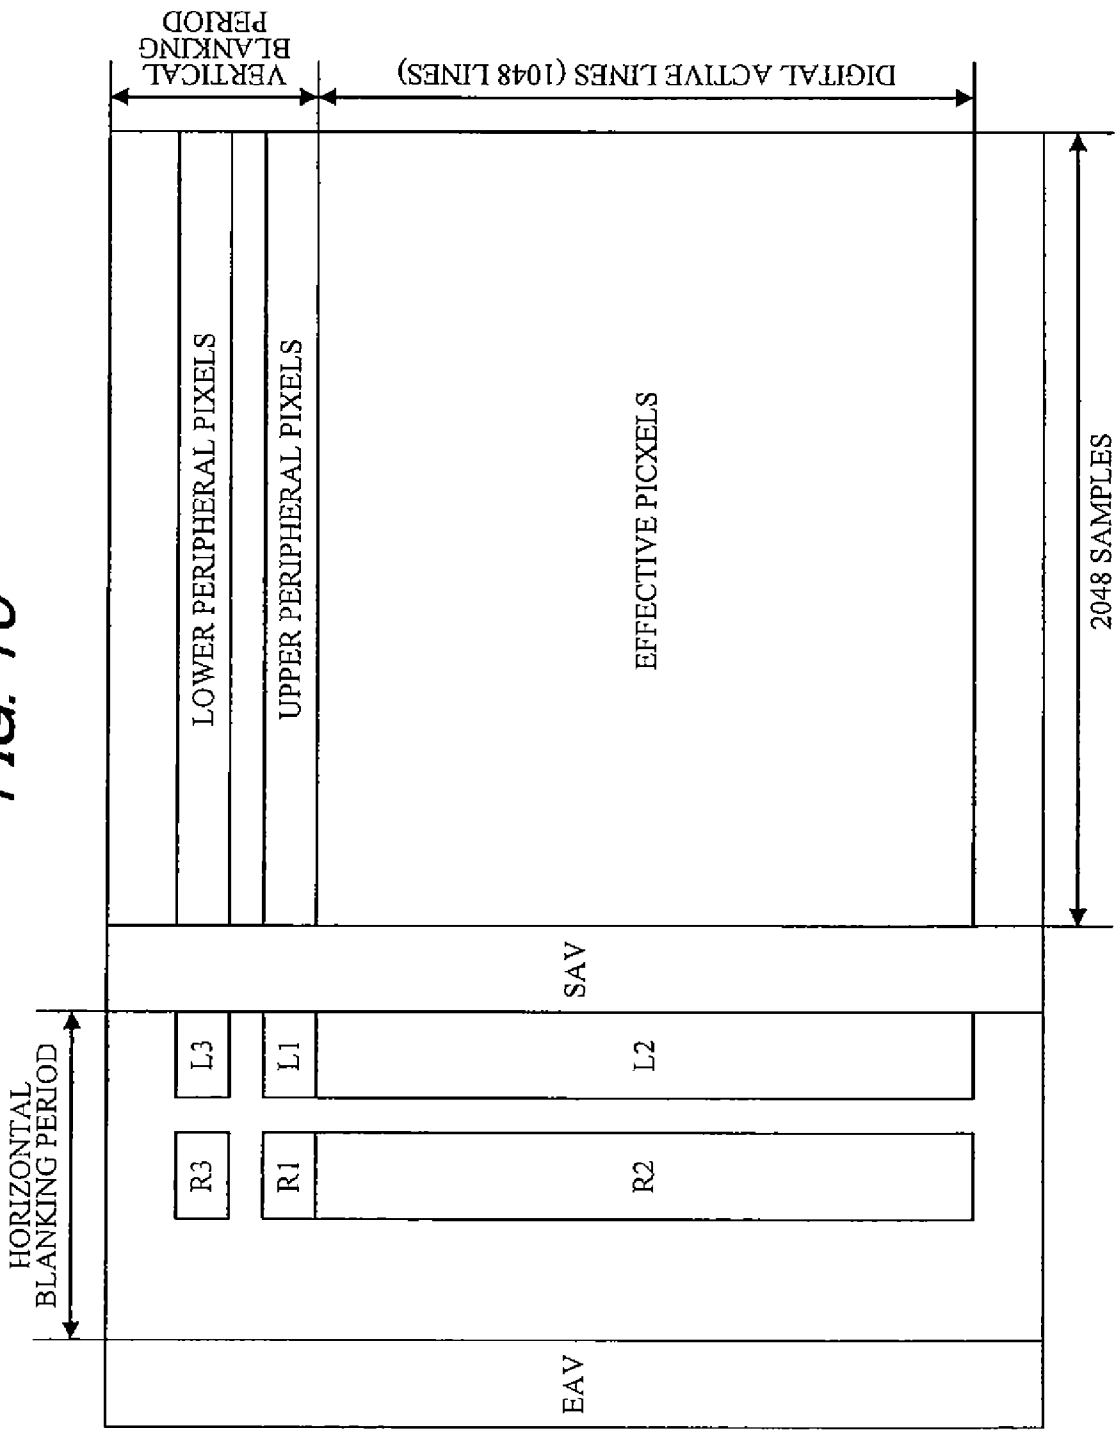 FIG.
HORIZONTAL
BLANKING PERIOD
VERTICAL
BLANKING
PERIOD
R3
L3
LOWER PERIPHERAL PIXELS
R1
L1
UPPER PERIPHERAL PIXELS
EAV
R2
L2
SAV
EFFECTIVE PICXELS
DIGITAL ACTIVE LINES (1048 LINES)
2048 SAMPLES